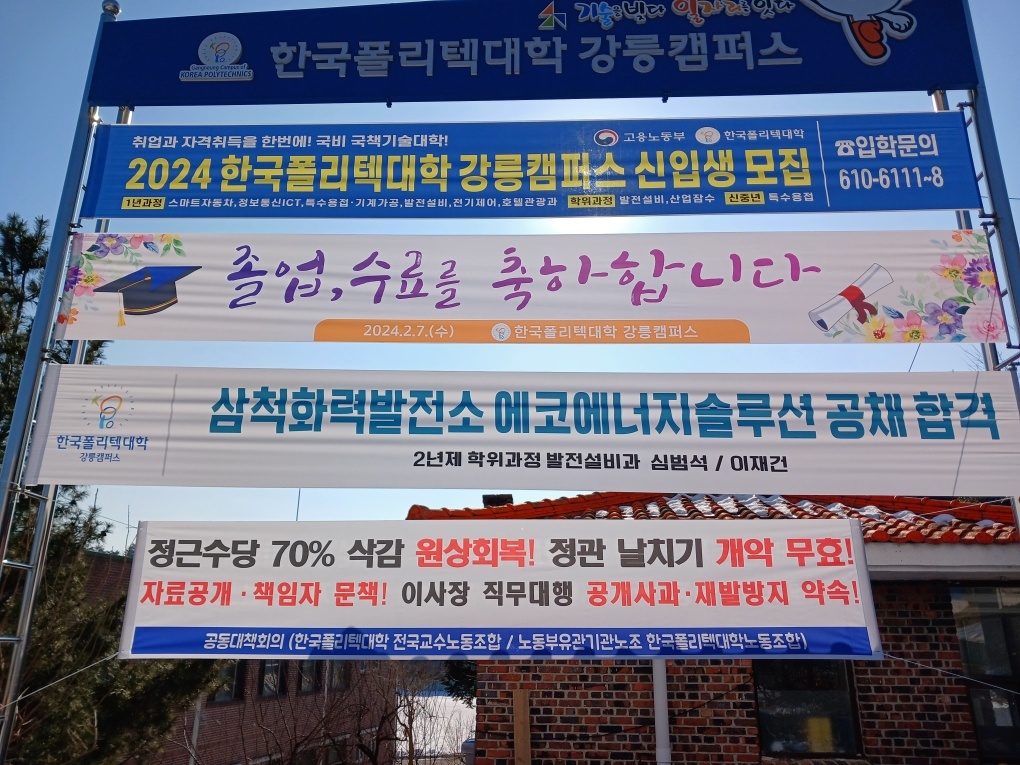 기술을 빚다 일자리를 잇다
Gangneung Campus of
KOREA POLYTECHNICS
한국폴리텍대학 강릉캠퍼스
취업과 자격취득을 한번에! 국비 국책기술대학!
고용노동부 한국폴리텍대학
2024 한국폴리텍대학 강릉캠퍼스 신입생 모집
☎입학문의
610-6111~8
1년과정 스마트자동차,정보통신ICT,특수용접·기계가공,발전설비,전기제어,호텔관광과 학위과정 발전설비,산업잠수 신중년 특수용접
졸업,수료를 축하합니다
2024.2.7.(수) 한국폴리텍대학 강릉캠퍼스
삼척화력발전소 에코에너지솔루션 공채 합격
한국폴리텍대학
강릉캠퍼스
2년제 학위과정 발전설비과 심범석 / 이재건
정근수당 70% 삭감 원상회복! 정관 날치기 개악 무효!
자료공개·책임자 문책! 이사장 직무대행 공개사과·재발방지 약속!
공동대책회의 (한국폴리텍대학 전국교수노동조합 / 노동부유관기관노조 한국폴리텍대학노동조합)